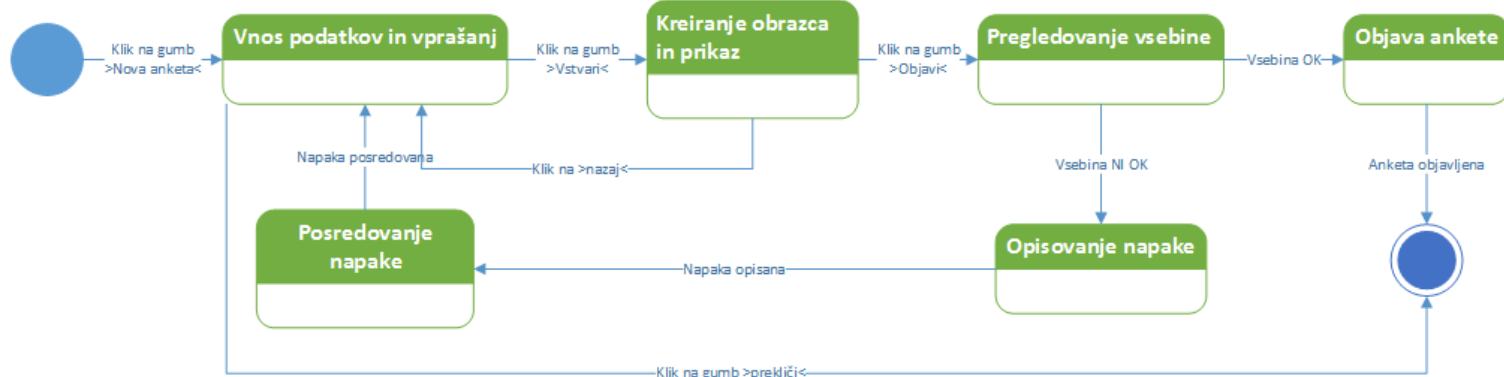 Klik na gumb
>Nova anketa<
Vnos podatkov in vprašanj
Klik na gumb
>Vstvari<
Kreiranje obrazca
in prikaz
Klik na gumb
>Objavi<
Pregledovanje vsebine
Vsebina OK
Objava ankete
Napaka posredovana
Klik na >nazaj<
Vsebina NI OK
Anketa objavljena
Posredovanje
napake
Napaka opisana
Opisovanje napake
Klik na gumb >prekliči<